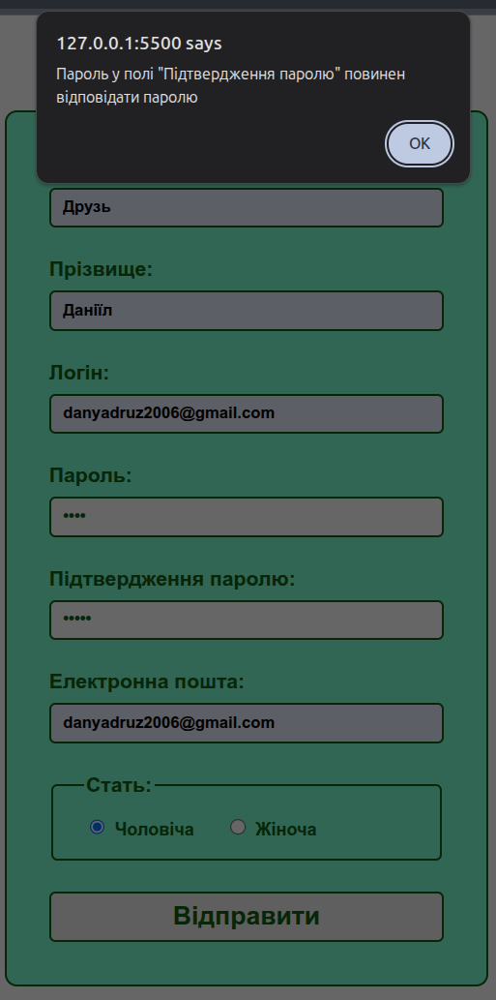 127.0.0.1:5500 says
Пароль у полі "Підтвердження паролю" повинен
відповідати паролю
OK
Друзь
Прізвище:
Даніїл
Логін:
danyadruz2006@gmail.com
Пароль:
••••
Підтвердження паролю:
•••••
Електронна пошта:
danyadruz2006@gmail.com
Стать:
Чоловіча Жіноча
Відправити